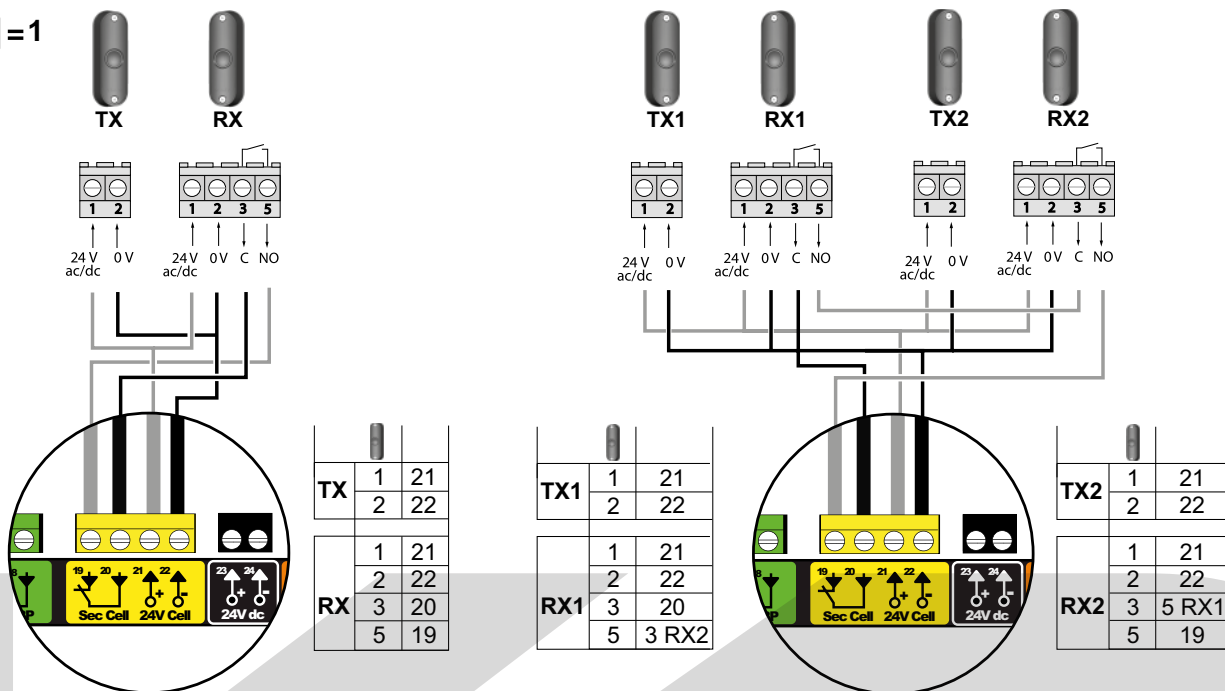 =1
TX RX
1 2 1 2 3 5
24 V ac/dc 0 V 24 V ac/dc 0 V C NO
19 20 21 22 23 24
Sec Cell 24V Cell 24V dc
TX 1 21
2 22
RX 1 21
2 22
3 20
5 19
TX1 RX1 TX2 RX2
1 2 1 2 3 5 1 2 1 2 3 5
24 V ac/dc 0 V 24 V ac/dc 0 V C NO 24 V ac/dc 0 V 24 V ac/dc 0 V C NO
TX1 1 21
2 22
RX1 1 21
2 22
3 20
5 3 RX2
19 20 21 22 23 24
Sec Cell 24V Cell 24V dc
TX2 1 21
2 22
RX2 1 21
2 22
3 5 RX1
5 19